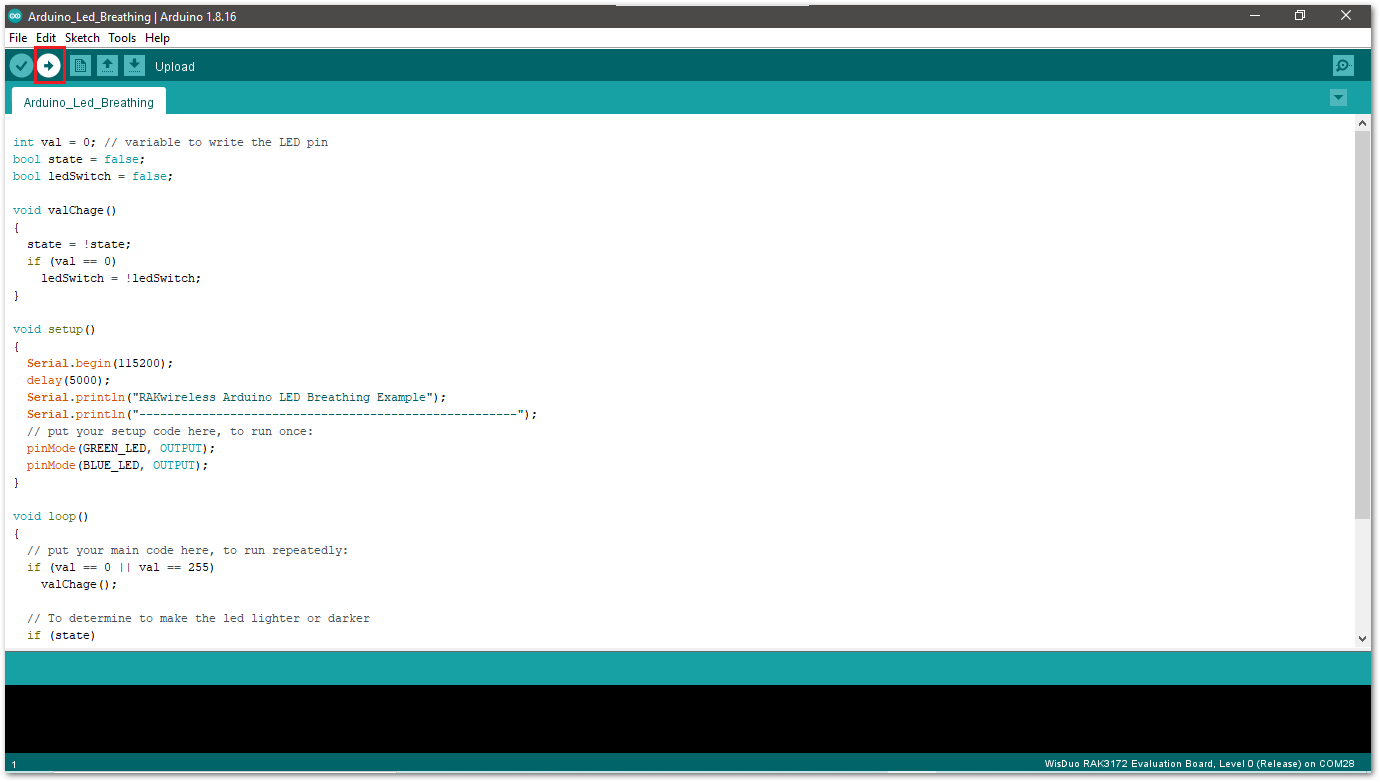 Arduino_Led_Breathing | Arduino 1.8.16
File Edit Sketch Tools Help
Upload
Arduino_Led_Breathing
int val = 0; // variable to write the LED pin
bool state = false;
bool ledSwitch = false;
void valChage()
{
  state = !state;
  if (val == 0)
    ledSwitch = !ledSwitch;
}
void setup()
{
  Serial.begin(115200);
  delay(5000);
  Serial.println("RAKwireless Arduino LED Breathing Example");
  Serial.println("------------------------------------------------------");
  // put your setup code here, to run once:
  pinMode(GREEN_LED, OUTPUT);
  pinMode(BLUE_LED, OUTPUT);
}
void loop()
{
  // put your main code here, to run repeatedly:
  if (val == 0 || val == 255)
    valChage();
  // To determine to make the led lighter or darker
  if (state)
1 WisDuo RAK3172 Evaluation Board, Level 0 (Release) on COM28